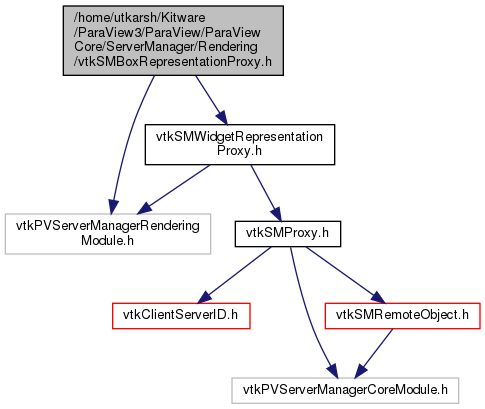 /home/utkarsh/Kitware
/ParaView3/ParaView/ParaView
Core/ServerManager/Rendering
/vtkSMBoxRepresentationProxy.h
vtkSMWidgetRepresentation
Proxy.h
vtkPVServerManagerRendering
Module.h
vtkSMProxy.h
vtkClientServerID.h
vtkSMRemoteObject.h
vtkPVServerManagerCoreModule.h